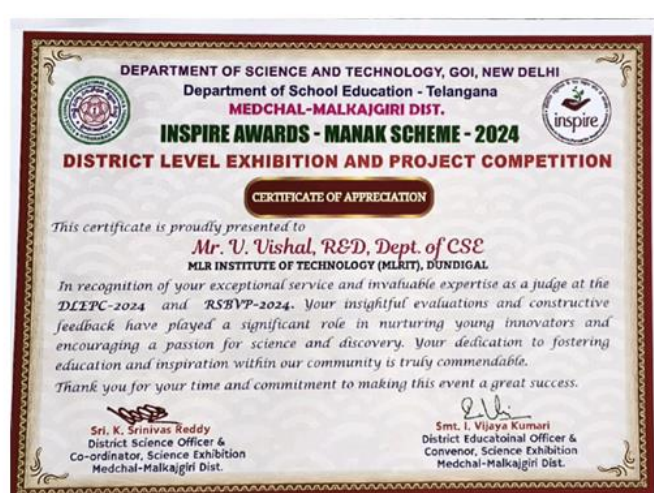 DEPARTMENT OF SCIENCE AND TECHNOLOGY, GOI, NEW DELHI
Department of School Education - Telangana
MEDCHAL-MALKAJGIRI DIST.
INSPIRE AWARDS - MANAK SCHEME - 2024
inspire
DISTRICT LEVEL EXHIBITION AND PROJECT COMPETITION
CERTIFICATE OF APPRECIATION
This certificate is proudly presented to
Mr. V. Vishal, R&D, Dept. of CSE
MLR INSTITUTE OF TECHNOLOGY (MLRIT), DUNDIGAL
In recognition of your exceptional service and invaluable expertise as a judge at the
DLEPC-2024 and RSBVP-2024. Your insightful evaluations and constructive
feedback have played a significant role in nurturing young innovators and
encouraging a passion for science and discovery. Your dedication to fostering
education and inspiration within our community is truly commendable.
Thank you for your time and commitment to making this event a great success.
Sri. K. Srinivas Reddy
District Science Officer &
Co-ordinator, Science Exhibition
Medchal-Malkajgiri Dist.
Smt. I. Vijaya Kumari
District Educatoinal Officer &
Convenor, Science Exhibition
Medchal-Malkajgiri Dist.